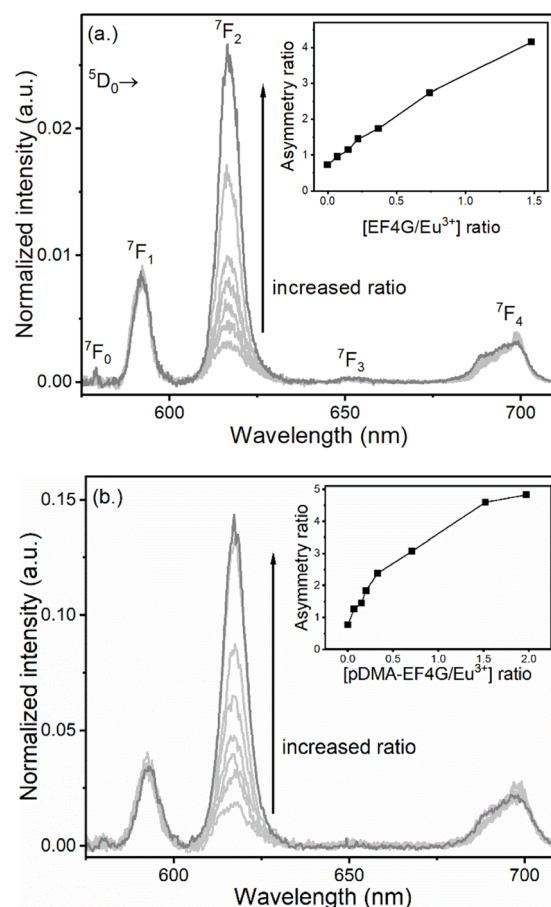 (a.)
⁷F₂
⁵D₀→
⁷F₁
⁷F₀
⁷F₃
⁷F₄
increased ratio
0.00
0.01
0.02
Normalized intensity (a.u.)
600
650
700
Wavelength (nm)
Asymmetry ratio
0
1
2
3
4
0.0
0.5
1.0
1.5
[EF4G/Eu³⁺] ratio
(b.)
increased ratio
0.00
0.05
0.10
0.15
Normalized intensity (a.u.)
600
650
700
Wavelength (nm)
Asymmetry ratio
0
1
2
3
4
5
0.0
0.5
1.0
1.5
2.0
[pDMA-EF4G/Eu³⁺] ratio